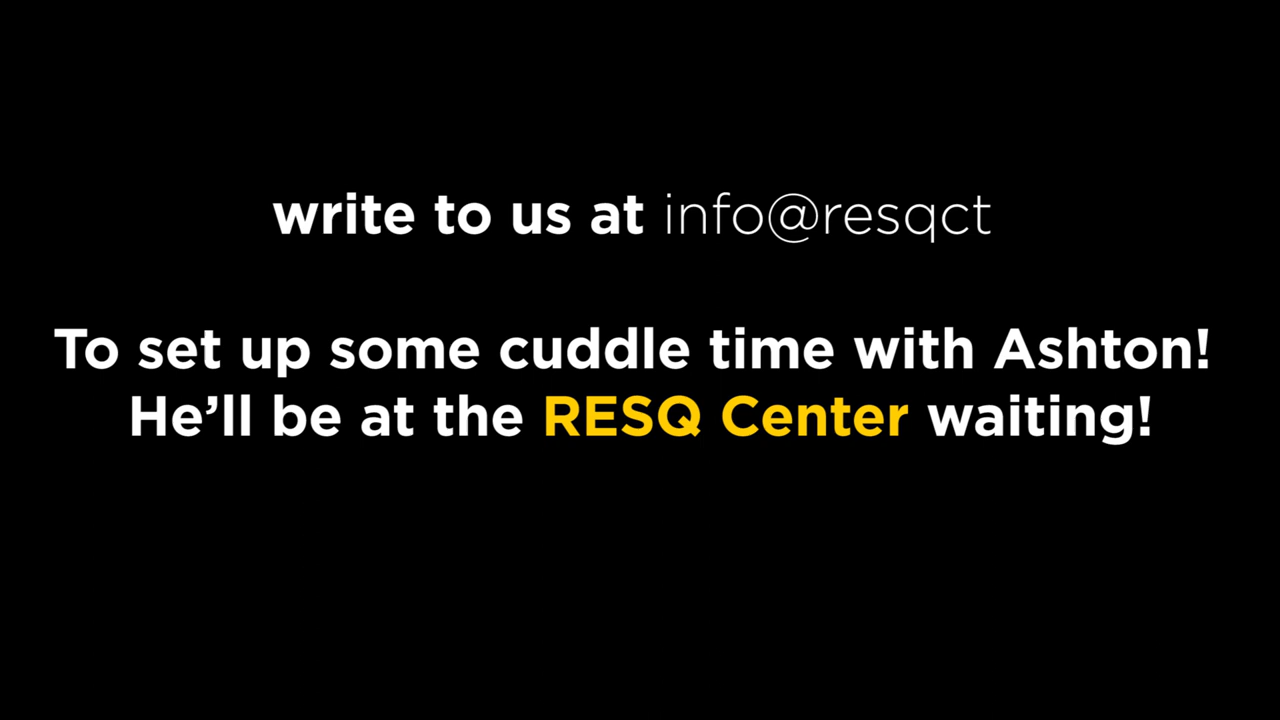 write to us at info@resqct
To set up some cuddle time with Ashton!
He’ll be at the RESQ Center waiting!